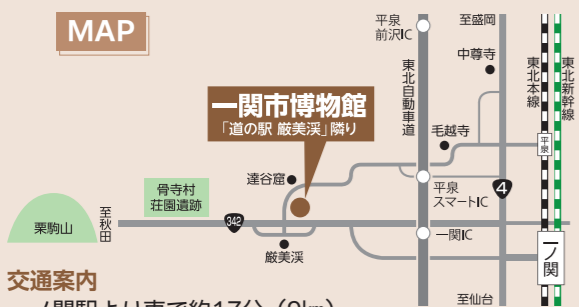 MAP
平泉
前沢IC
至盛岡
中尊寺
東北自動車道
東北本線
東北新幹線
一関市博物館
「道の駅 厳美渓」隣り
毛越寺
平泉
達谷窟
骨寺村
荘園遺跡
平泉
スマートIC
4
栗駒山
至秋田
342
一関IC
厳美渓
一ノ関
交通案内
至仙台